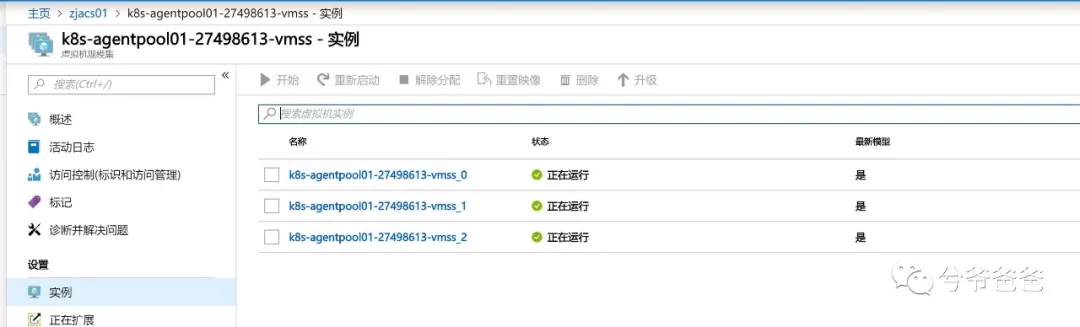 主页 > zjacs01 > k8s-agentpool01-27498613-vmss - 实例
k8s-agentpool01-27498613-vmss - 实例
虚拟机规模集
搜索(Ctrl+/)
«
概述
活动日志
访问控制(标识和访问管理)
标记
诊断并解决问题
设置
实例
正在扩展
开始 重新启动 解除分配 重置映像 删除 升级
搜索虚拟机实例
名称 状态 最新模型
k8s-agentpool01-27498613-vmss_0 正在运行 是
k8s-agentpool01-27498613-vmss_1 正在运行 是
k8s-agentpool01-27498613-vmss_2 正在运行 是
兮爷爸爸